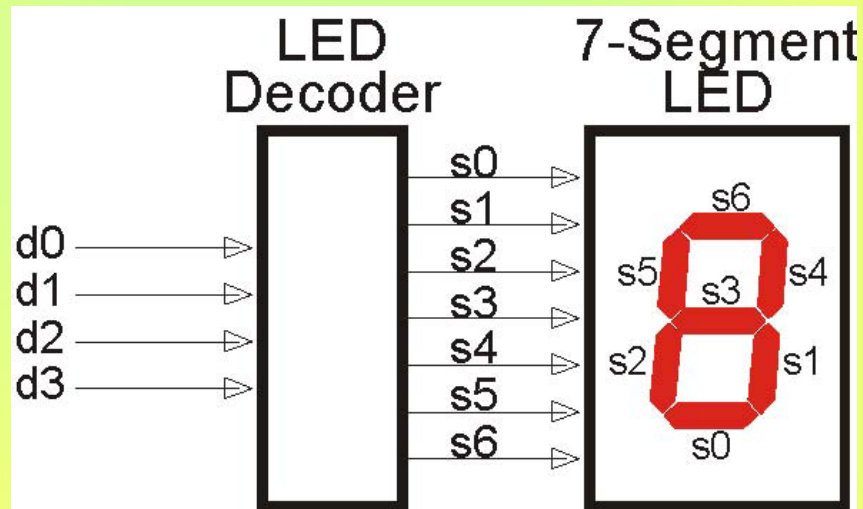 LED
Decoder
7-Segment
LED
d0
d1
d2
d3
s0
s1
s2
s3
s4
s5
s6
s6
s5
s4
s3
s2
s1
s0